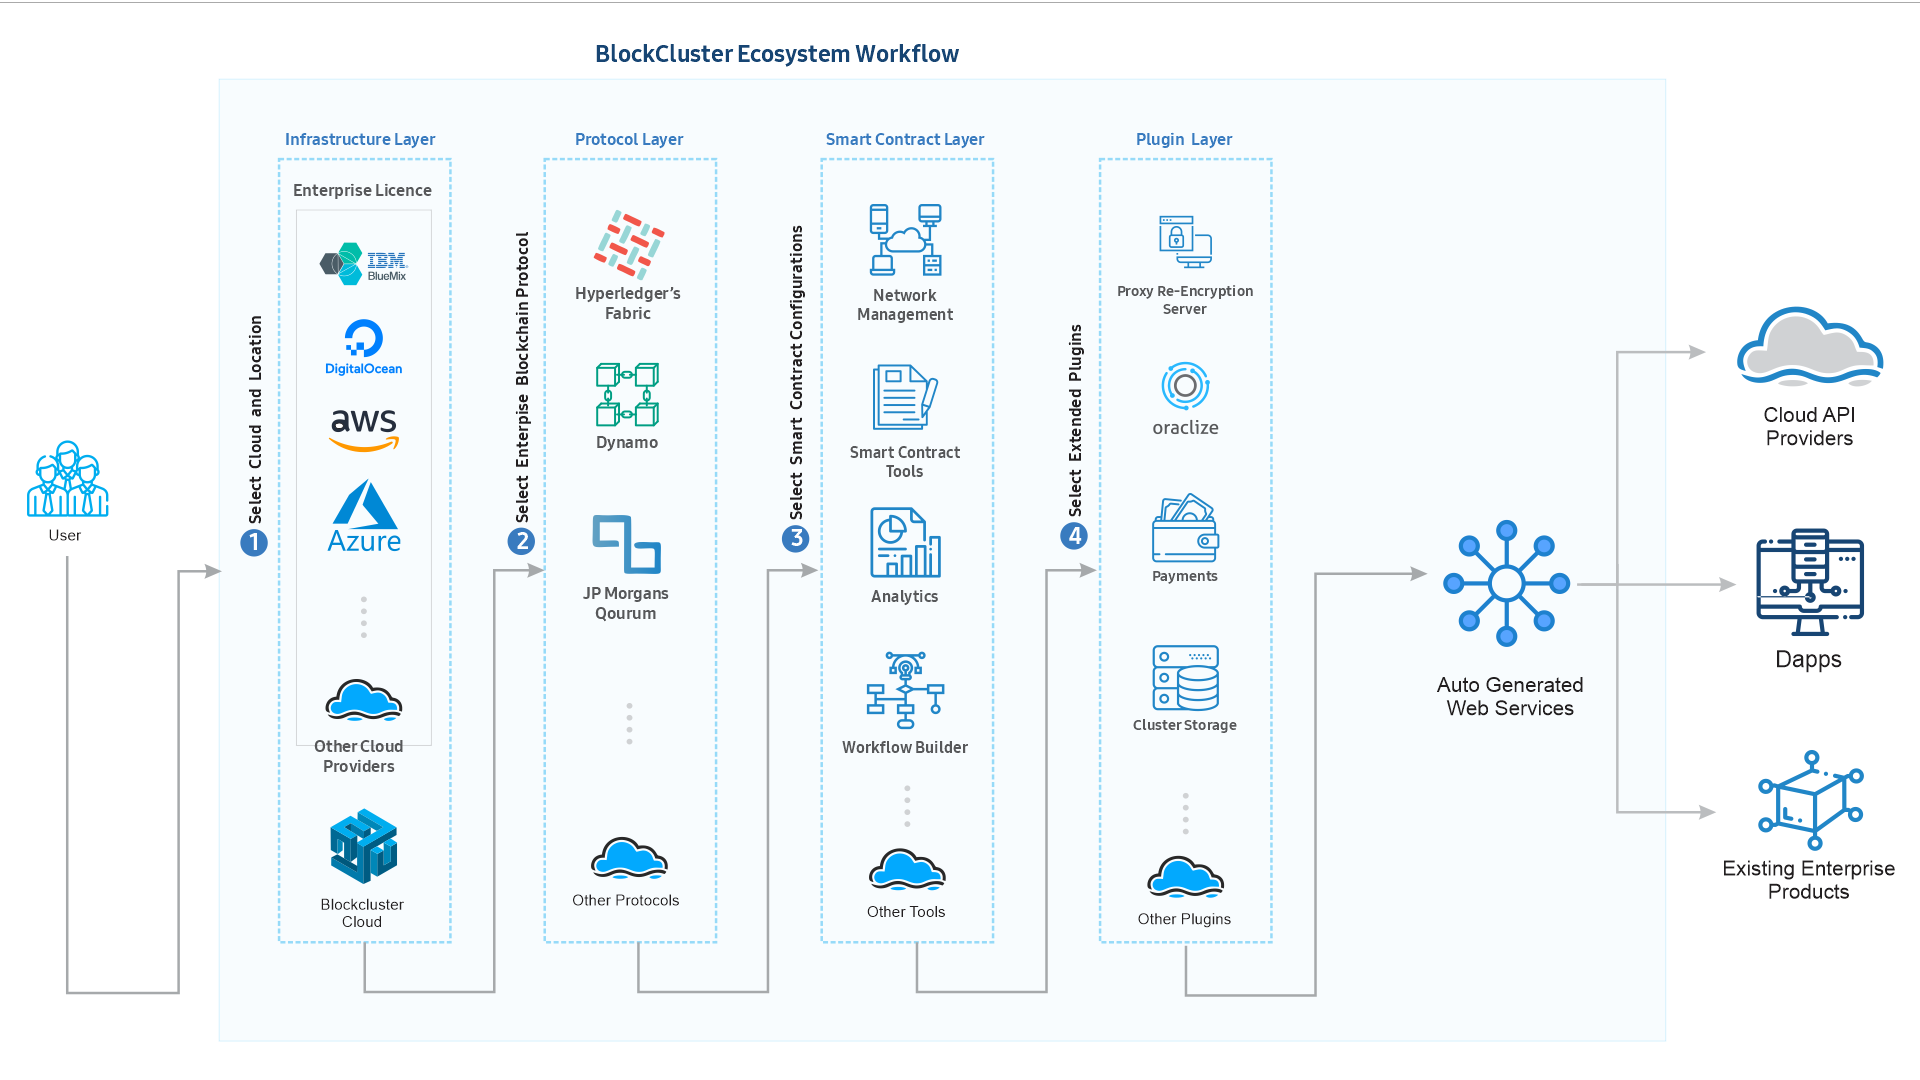 BlockCluster Ecosystem Workflow
User
1
Select Cloud and Location
Infrastructure Layer
Enterprise Licence
IBM
BlueMix
DigitalOcean
aws
Azure
Other Cloud
Providers
Blockcluster
Cloud
2
Select Enterpise Blockchain Protocol
Protocol Layer
Hyperledger's
Fabric
Dynamo
JP Morgans
Qourum
Other Protocols
3
Select Smart Contract Configurations
Smart Contract Layer
Network
Management
Smart Contract
Tools
Analytics
Workflow Builder
Other Tools
4
Select Extended Plugins
Plugin Layer
Proxy Re-Encryption
Server
oraclize
Payments
Cluster Storage
Other Plugins
Auto Generated
Web Services
Cloud API
Providers
Dapps
Existing Enterprise
Products